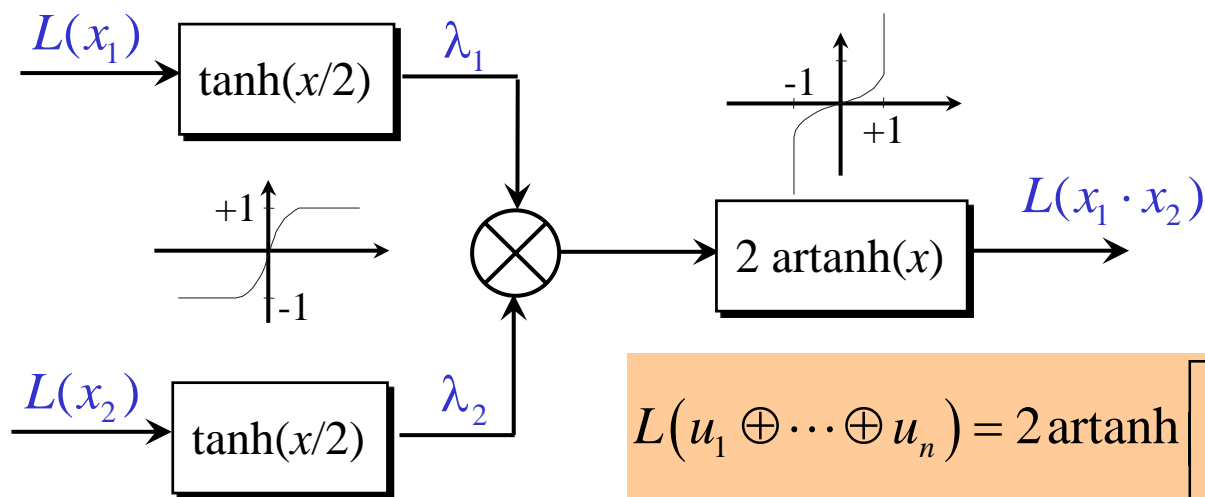 L(x₁)
tanh(x/2)
λ₁
-1
+1
+1
-1
L(x₁ · x₂)
2 artanh(x)
L(x₂)
tanh(x/2)
λ₂
L(u₁ ⊕ ⋯ ⊕ uₙ) = 2 artanh [